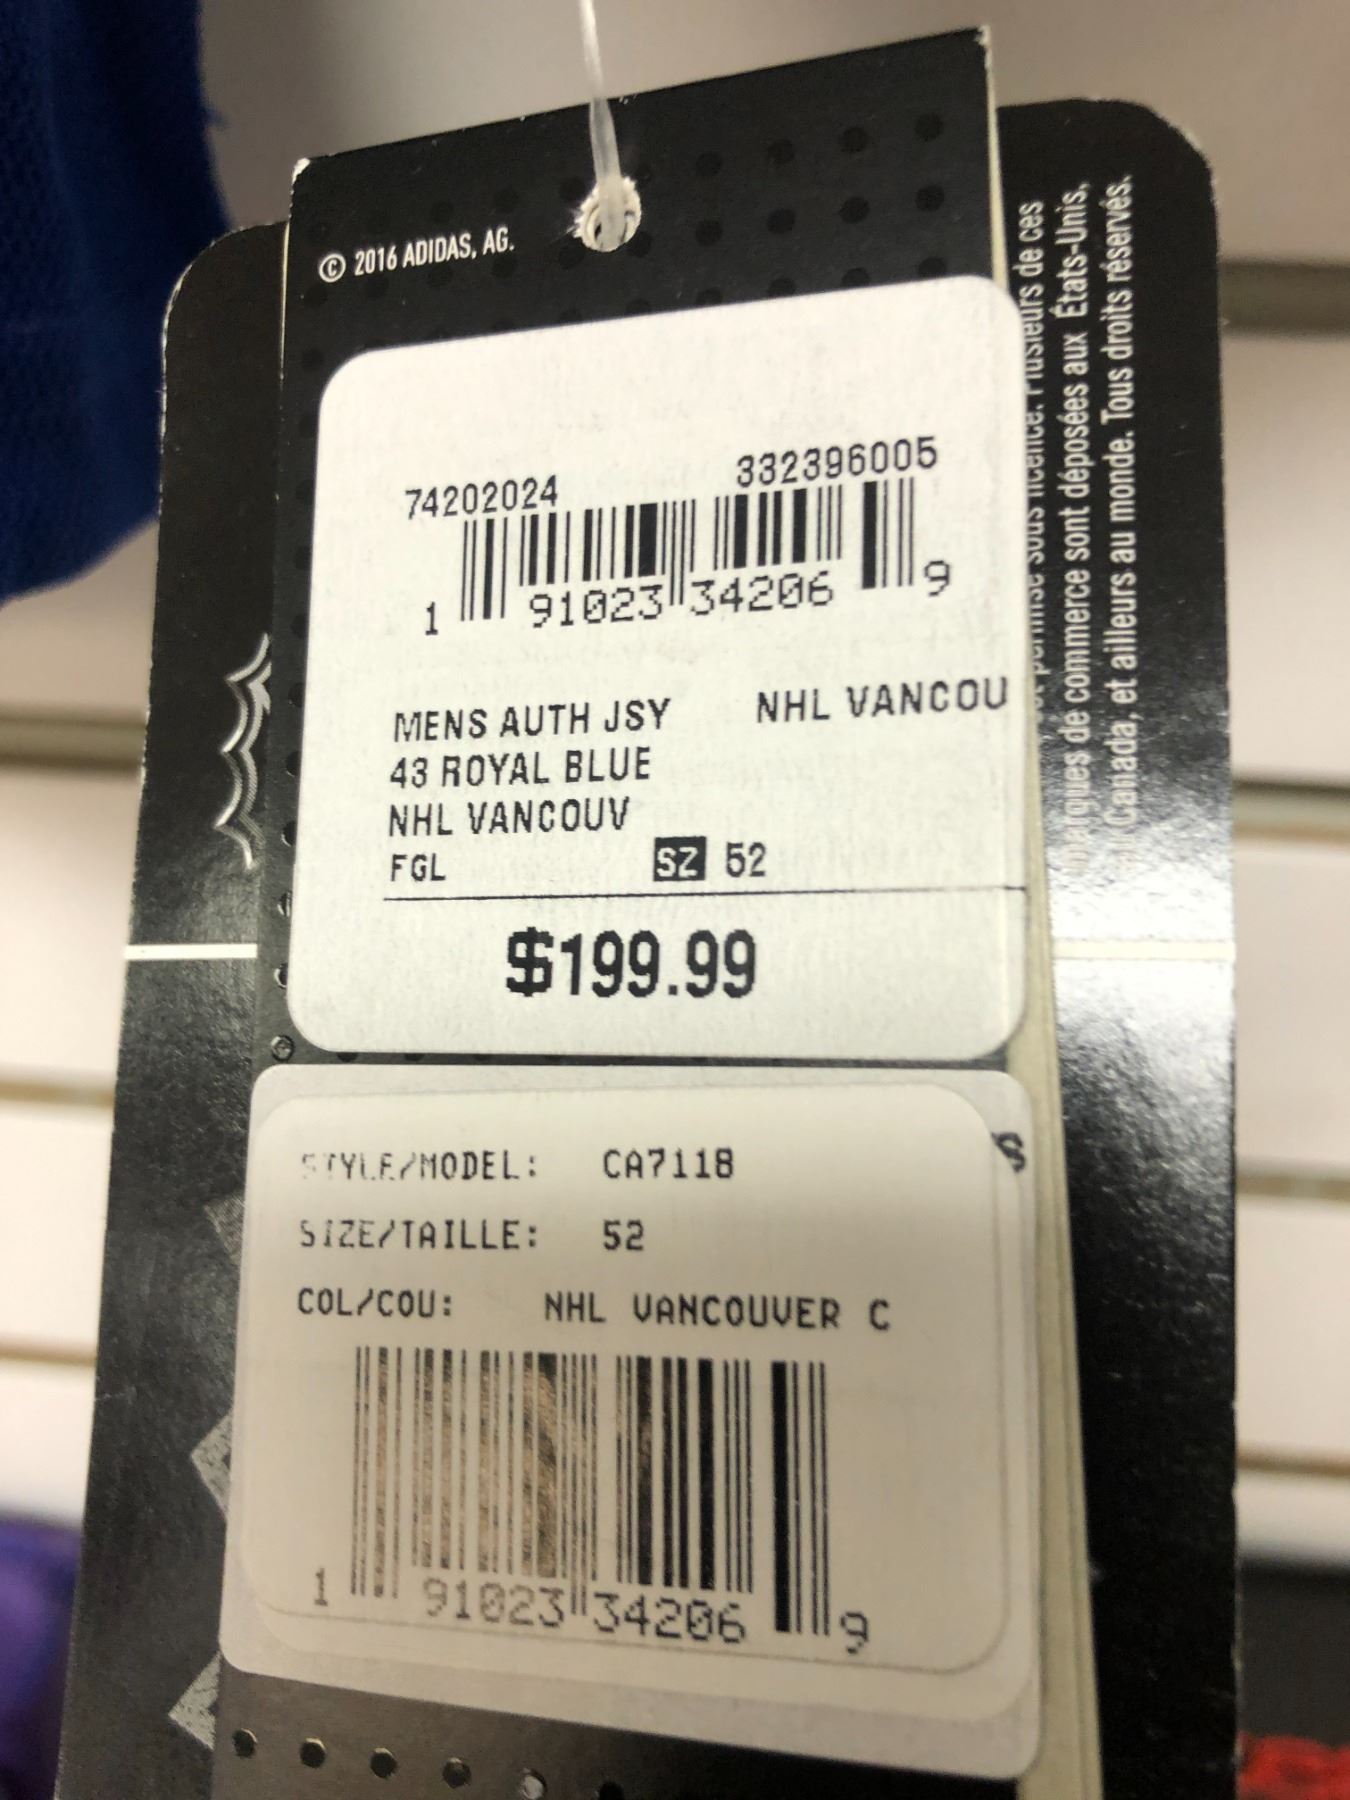 © 2016 ADIDAS, AG.
74202024 332396005
1 91023 34206 9
MENS AUTH JSY NHL VANCOU
43 ROYAL BLUE
NHL VANCOUV
FGL SZ 52
$199.99
STYLE/MODEL: CA7118
SIZE/TAILLE: 52
COL/COU: NHL VANCOUVER C
1 91023 34206 9
S
permise sous licence. Plusieurs de ces
marques de commerce sont déposées aux États-Unis,
Canada, et ailleurs au monde. Tous droits réservés.